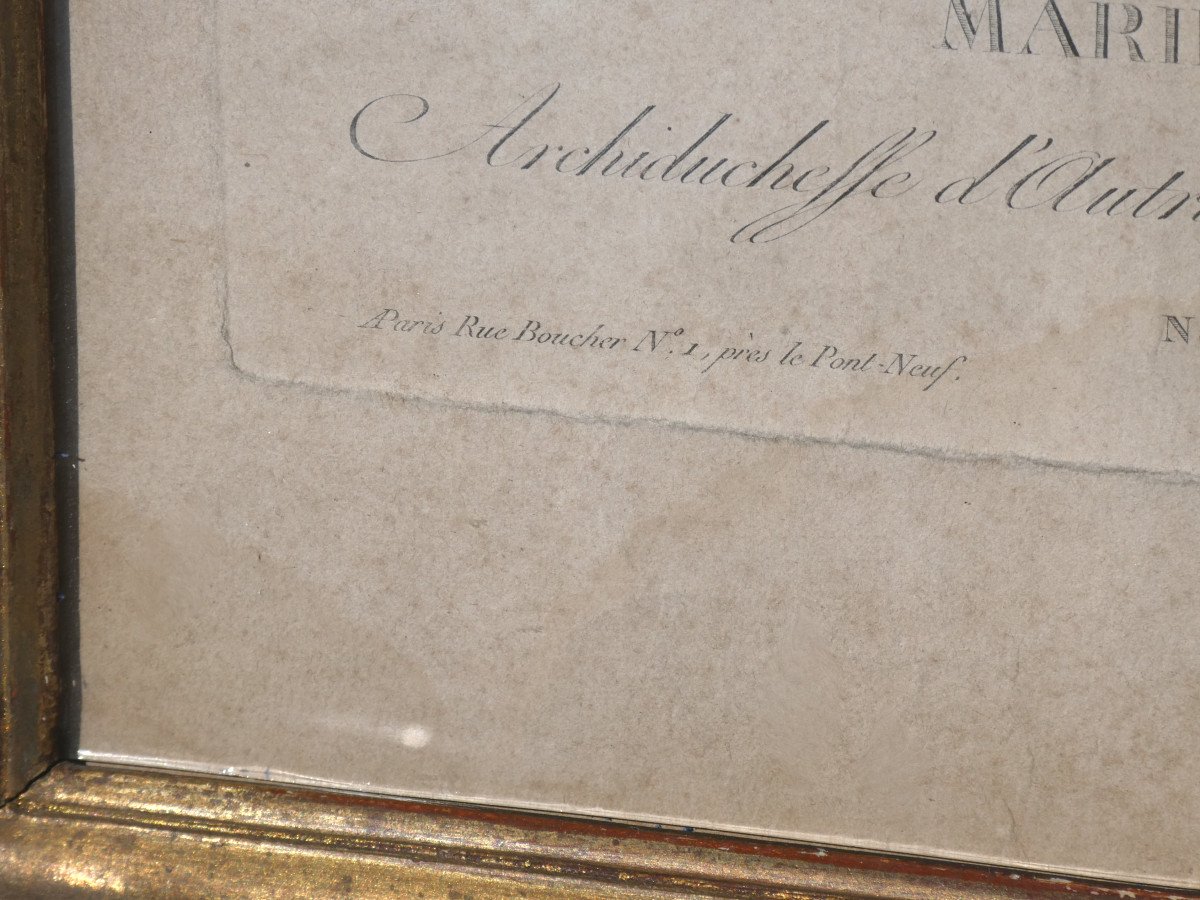 MARI
Archiduchesse d'Autr
N
A Paris Rue Boucher N.º 1, près le Pont-Neuf.